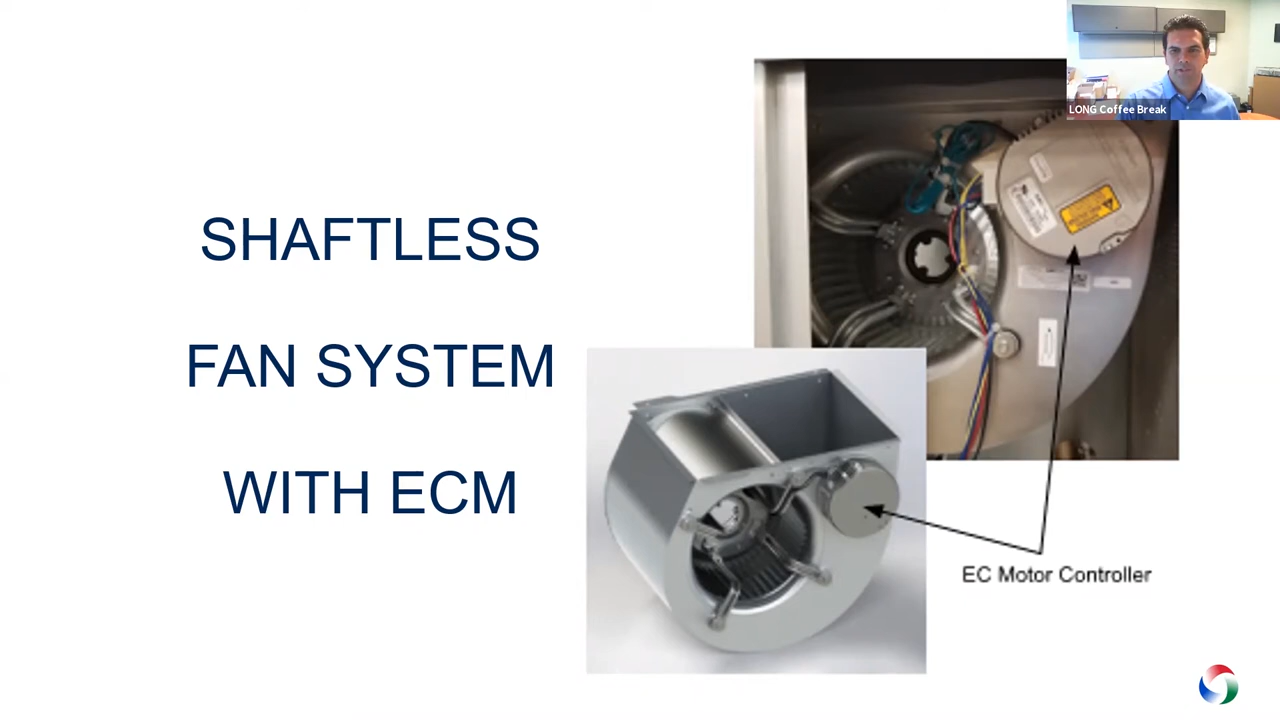 LONG Coffee Break
SHAFTLESS
FAN SYSTEM
WITH ECM
EC Motor Controller